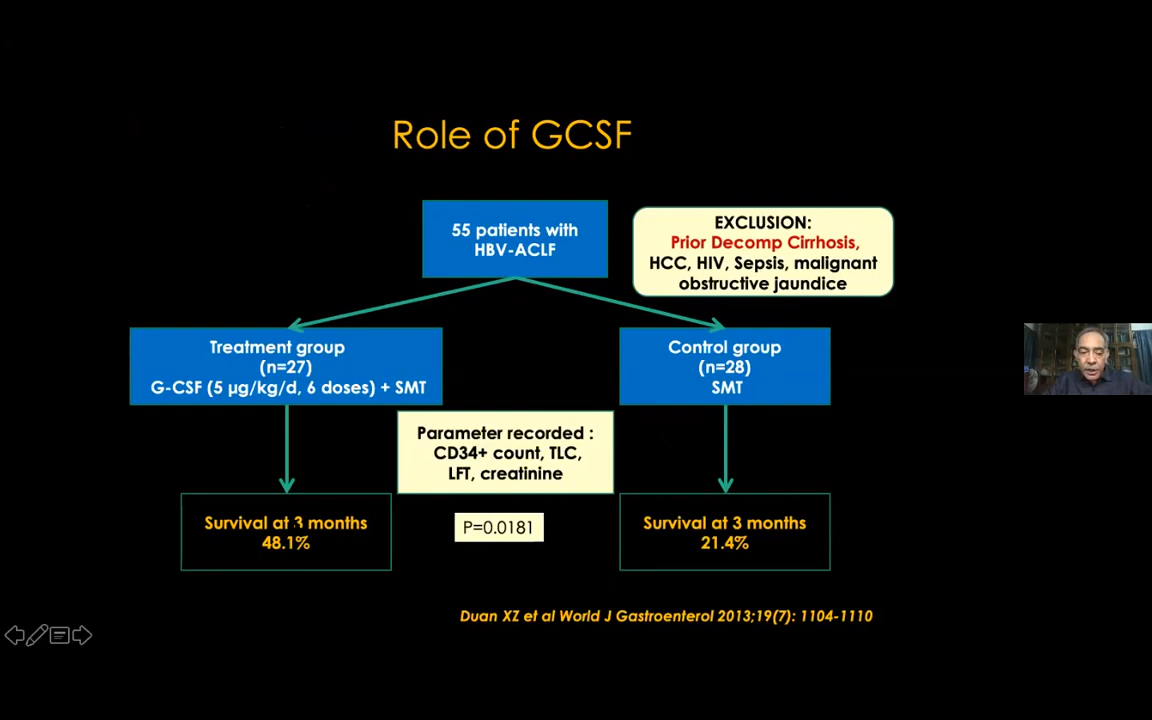 Role of GCSF
55 patients with
HBV-ACLF
EXCLUSION:
Prior Decomp Cirrhosis,
HCC, HIV, Sepsis, malignant
obstructive jaundice
Treatment group
(n=27)
G-CSF (5 µg/kg/d, 6 doses) + SMT
Control group
(n=28)
SMT
Parameter recorded :
CD34+ count, TLC,
LFT, creatinine
Survival at 3 months
48.1%
P=0.0181
Survival at 3 months
21.4%
Duan XZ et al World J Gastroenterol 2013;19(7): 1104-1110